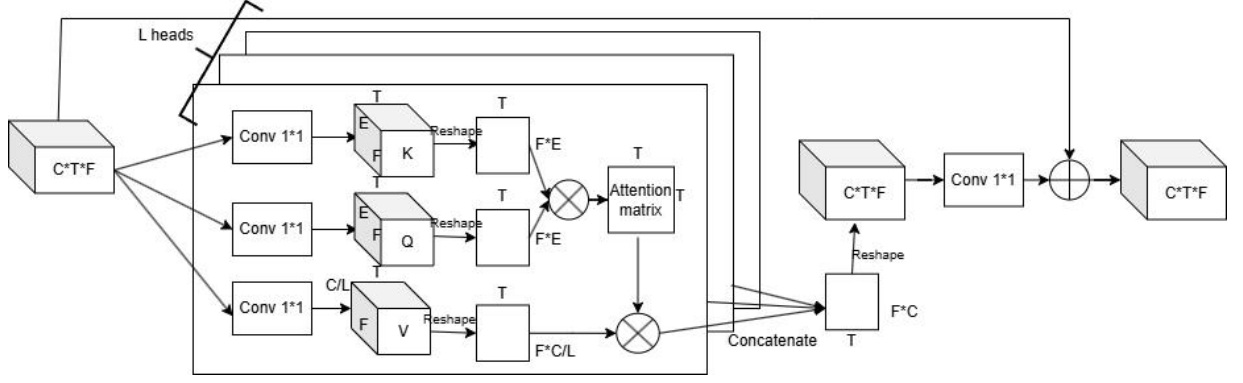 L heads
C*T*F
Conv 1*1
T
E
F
K
Reshape
T
F*E
Conv 1*1
T
E
F
Q
Reshape
T
F*E
Conv 1*1
T
C/L
F
V
Reshape
T
F*C/L
T
Attention
matrix
T
Concatenate
T
F*C
Reshape
C*T*F
Conv 1*1
C*T*F